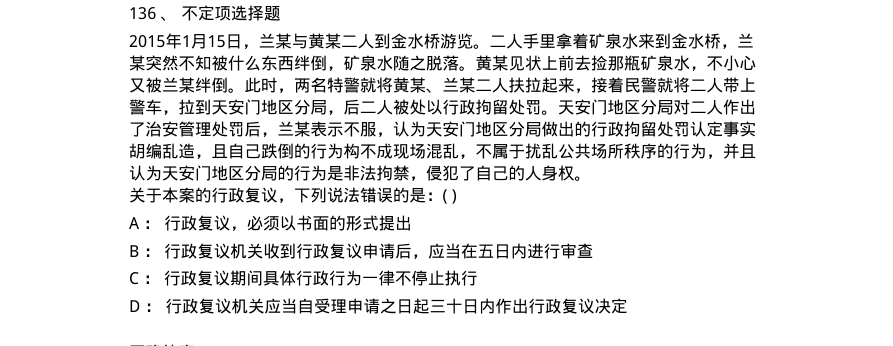 136 、 不定项选择题
2015年1月15日，兰某与黄某二人到金水桥游览。二人手里拿着矿泉水来到金水桥，兰
某突然不知被什么东西绊倒，矿泉水随之脱落。黄某见状上前去捡那瓶矿泉水，不小心
又被兰某绊倒。此时，两名特警就将黄某、兰某二人扶拉起来，接着民警就将二人带上
警车，拉到天安门地区分局，后二人被处以行政拘留处罚。天安门地区分局对二人作出
了治安管理处罚后，兰某表示不服，认为天安门地区分局做出的行政拘留处罚认定事实
胡编乱造，且自己跌倒的行为构不成现场混乱，不属于扰乱公共场所秩序的行为，并且
认为天安门地区分局的行为是非法拘禁，侵犯了自己的人身权。
关于本案的行政复议，下列说法错误的是：( )
A ： 行政复议，必须以书面的形式提出
B ： 行政复议机关收到行政复议申请后，应当在五日内进行审查
C ： 行政复议期间具体行政行为一律不停止执行
D ： 行政复议机关应当自受理申请之日起三十日内作出行政复议决定